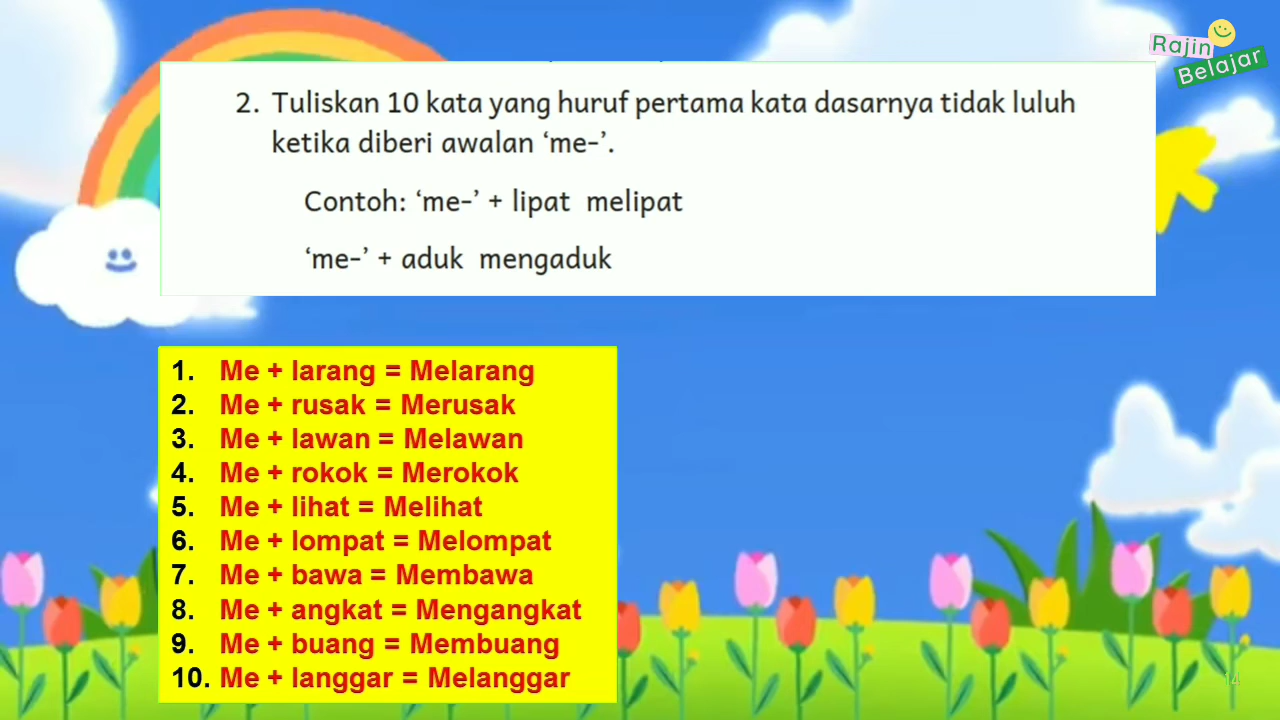 Rajin
Belajar
2. Tuliskan 10 kata yang huruf pertama kata dasarnya tidak luluh
ketika diberi awalan ‘me-’.
Contoh: ‘me-’ + lipat melipat
‘me-’ + aduk mengaduk
1. Me + larang = Melarang
2. Me + rusak = Merusak
3. Me + lawan = Melawan
4. Me + rokok = Merokok
5. Me + lihat = Melihat
6. Me + lompat = Melompat
7. Me + bawa = Membawa
8. Me + angkat = Mengangkat
9. Me + buang = Membuang
10. Me + langgar = Melanggar
14